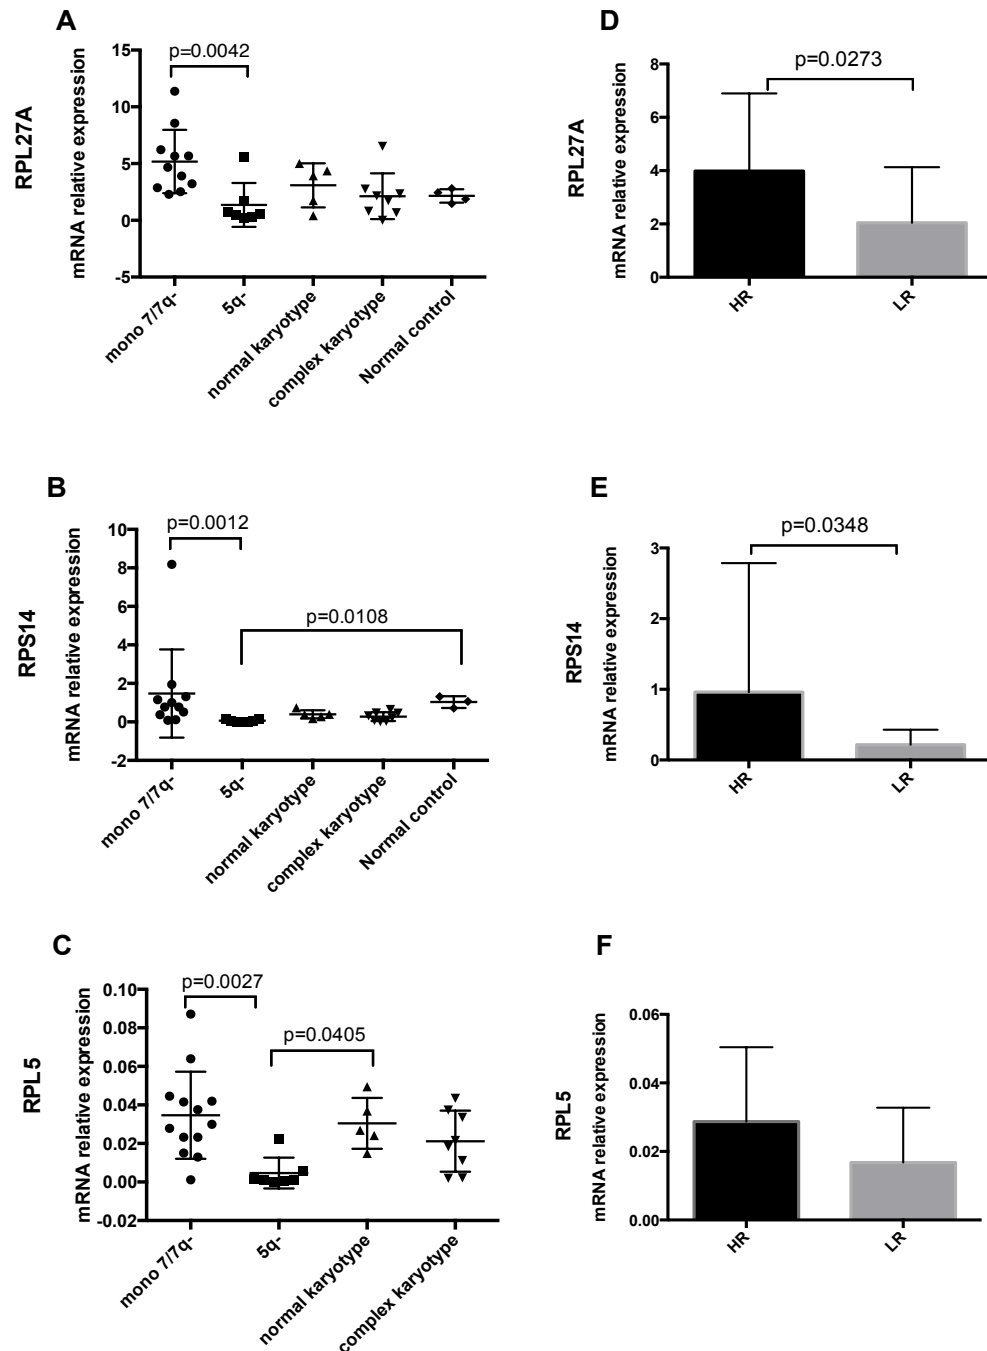 A
RPL27A
mRNA relative expression
p=0.0042
15
10
5
0
-5
mono 7/7q-
5q-
normal karyotype
complex karyotype
Normal control
D
RPL27A
mRNA relative expression
p=0.0273
8
6
4
2
0
HR
LR
B
RPS14
mRNA relative expression
p=0.0012
p=0.0108
10
8
6
4
2
0
-2
mono 7/7q-
5q-
normal karyotype
complex karyotype
Normal control
E
RPS14
mRNA relative expression
p=0.0348
3
2
1
0
HR
LR
C
RPL5
mRNA relative expression
p=0.0027
p=0.0405
0.10
0.08
0.06
0.04
0.02
0.00
-0.02
mono 7/7q-
5q-
normal karyotype
complex karyotype
F
RPL5
mRNA relative expression
0.06
0.04
0.02
0.00
HR
LR